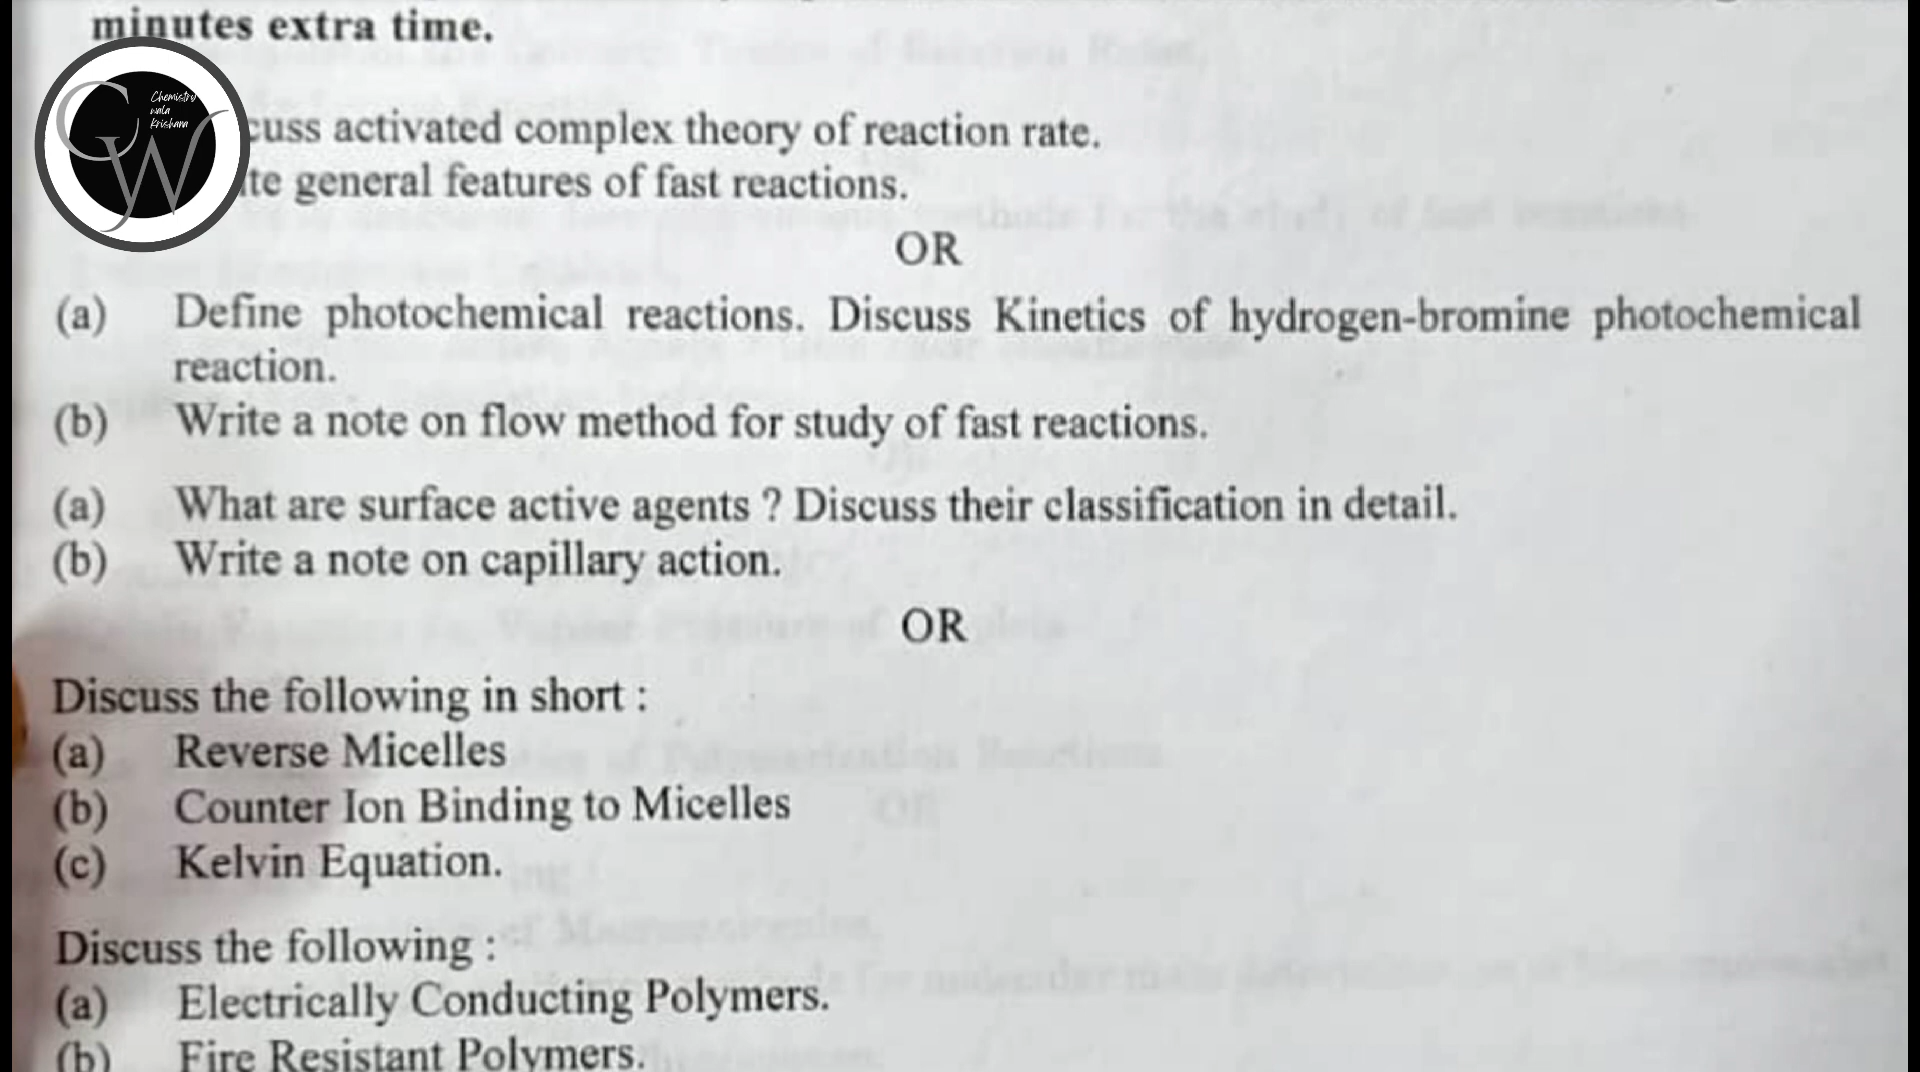 minutes extra time.
Chemistry
wala
Krishana
CW
cuss activated complex theory of reaction rate.
te general features of fast reactions.
OR
(a) Define photochemical reactions. Discuss Kinetics of hydrogen-bromine photochemical
reaction.
(b) Write a note on flow method for study of fast reactions.
(a) What are surface active agents ? Discuss their classification in detail.
(b) Write a note on capillary action.
OR
Discuss the following in short :
(a) Reverse Micelles
(b) Counter Ion Binding to Micelles
(c) Kelvin Equation.
Discuss the following :
(a) Electrically Conducting Polymers.
(b) Fire Resistant Polymers.